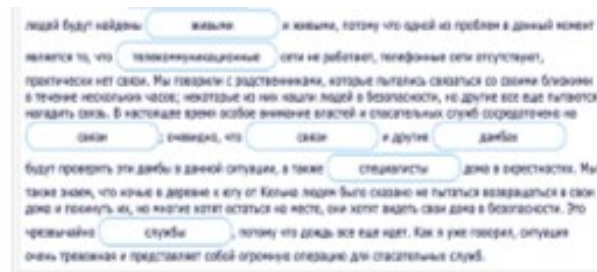 людей будут найдены живыми и живыми, потому что одной из проблем в данный момент
является то, что телекоммуникационные сети не работают, телефонные сети отсутствуют,
практически нет связи. Мы говорили с родственниками, которые пытались связаться со своими близкими
в течение нескольких часов; некоторые из них нашли людей в безопасности, но другие все еще пытаются
наладить связь. В настоящее время особое внимание властей и спасательных служб сосредоточено на
связи ; очевидно, что связи и другие дамбах
будут проверять эти дамбы в данной ситуации, а также специалисты дома в окрестностях. Мы
также знаем, что ночью в деревне к югу от Кельна людям было сказано не пытаться возвращаться в свои
дома и покинуть их, но многие хотят остаться на месте, они хотят видеть свои дома в безопасности. Это
чрезвычайно службы , потому что дождь все еще идет. Как я уже говорил, ситуация
очень тревожная и представляет собой огромную операцию для спасательных служб.